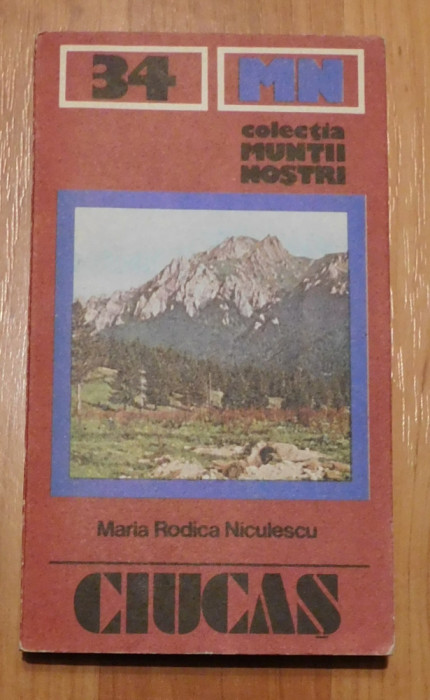 34 MN
colecția
MUNȚII
NOȘTRI
Maria Rodica Niculescu
CIUCAȘ